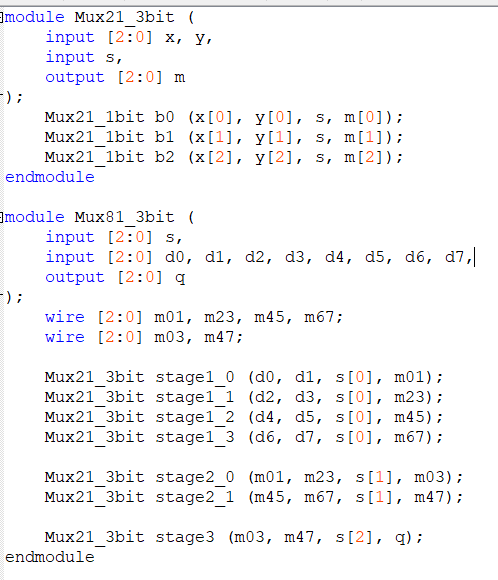 module Mux21_3bit (
    input [2:0] x, y,
    input s,
    output [2:0] m
);
    Mux21_1bit b0 (x[0], y[0], s, m[0]);
    Mux21_1bit b1 (x[1], y[1], s, m[1]);
    Mux21_1bit b2 (x[2], y[2], s, m[2]);
endmodule

module Mux81_3bit (
    input [2:0] s,
    input [2:0] d0, d1, d2, d3, d4, d5, d6, d7,
    output [2:0] q
);
    wire [2:0] m01, m23, m45, m67;
    wire [2:0] m03, m47;

    Mux21_3bit stage1_0 (d0, d1, s[0], m01);
    Mux21_3bit stage1_1 (d2, d3, s[0], m23);
    Mux21_3bit stage1_2 (d4, d5, s[0], m45);
    Mux21_3bit stage1_3 (d6, d7, s[0], m67);

    Mux21_3bit stage2_0 (m01, m23, s[1], m03);
    Mux21_3bit stage2_1 (m45, m67, s[1], m47);

    Mux21_3bit stage3 (m03, m47, s[2], q);
endmodule